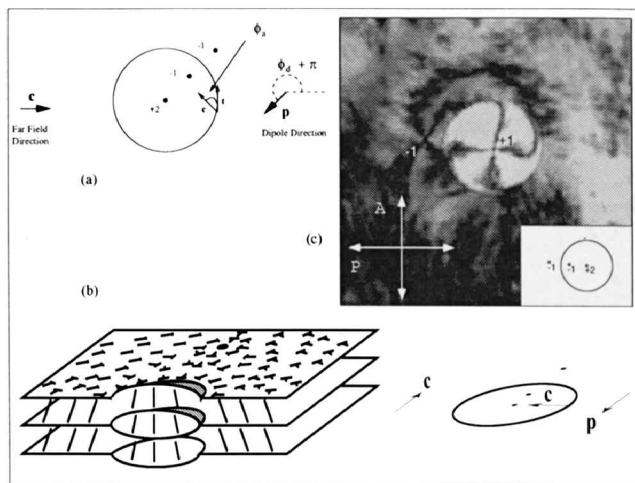 ϕa
-1
-1
ϕd + π
+2
c
t
c
p
Far Field
Direction
Dipole Direction
(a)
-1
+1
A
P
(c)
-1
-1
+2
(b)
c
c
p